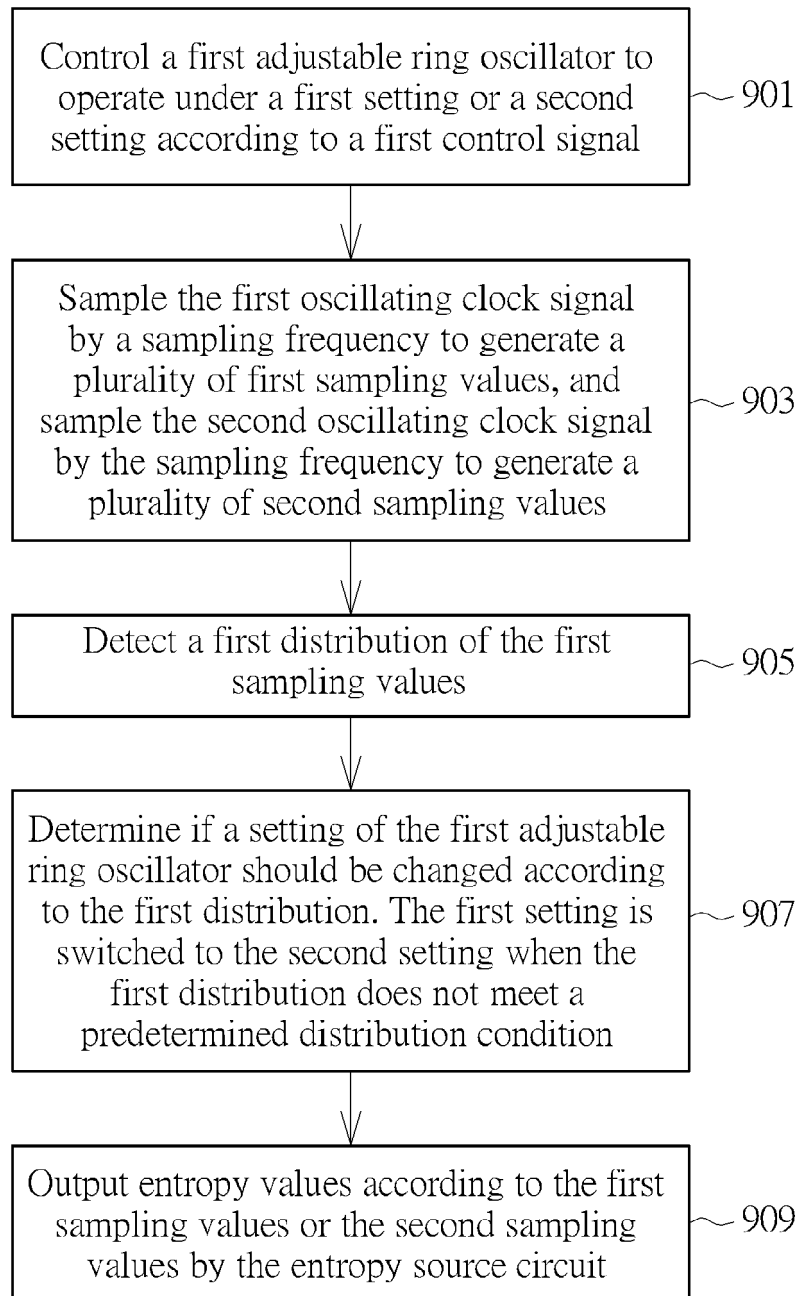 Control a first adjustable ring oscillator to
operate under a first setting or a second
setting according to a first control signal
901
Sample the first oscillating clock signal
by a sampling frequency to generate a
plurality of first sampling values, and
sample the second oscillating clock signal
by the sampling frequency to generate a
plurality of second sampling values
903
Detect a first distribution of the first
sampling values
905
Determine if a setting of the first adjustable
ring oscillator should be changed according
to the first distribution. The first setting is
switched to the second setting when the
first distribution does not meet a
predetermined distribution condition
907
Output entropy values according to the first
sampling values or the second sampling
values by the entropy source circuit
909